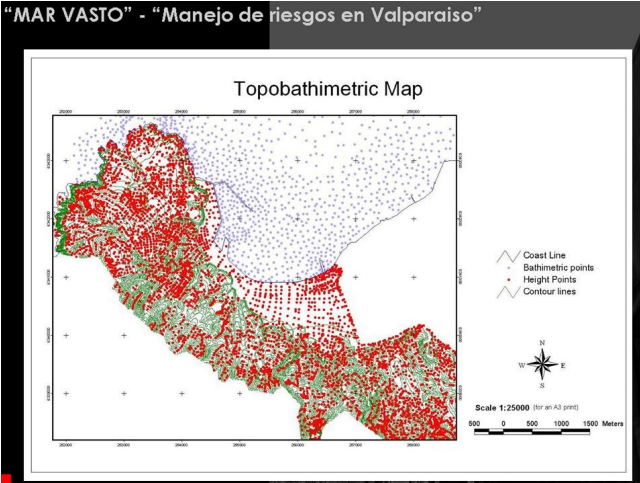 “MAR VASTO” - “Manejo de riesgos en Valparaiso”
Topobathimetric Map
Coast Line
Bathimetric points
Height Points
Contour lines
N
W E
S
Scale 1:25000 (for an A3 print)
500 0 500 1000 1500 Meters